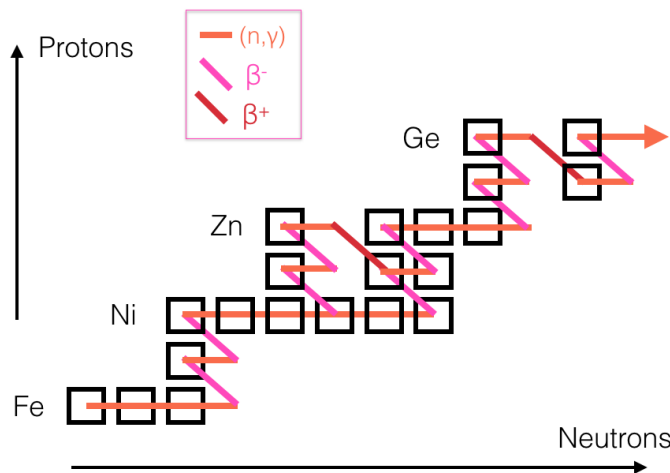 Protons
(n,γ)
β-
β+
Ge
Zn
Ni
Fe
Neutrons